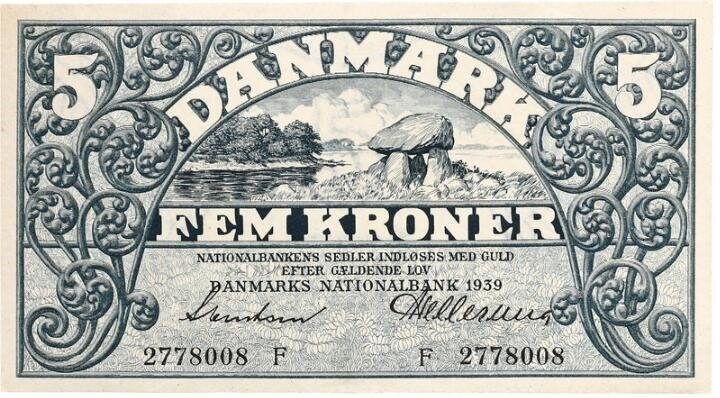 5 DANMARK 5
FEM KRONER
NATIONALBANKENS SEDLER INDLØSES MED GULD
EFTER GÆLDENDE LOV
DANMARKS NATIONALBANK 1939
2778008 F F 2778008